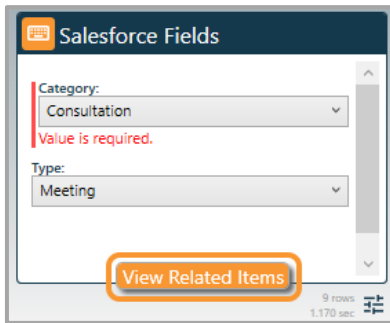 Salesforce Fields
Category:
Consultation
Value is required.
Type:
Meeting
View Related Items
9 rows
1.170 sec